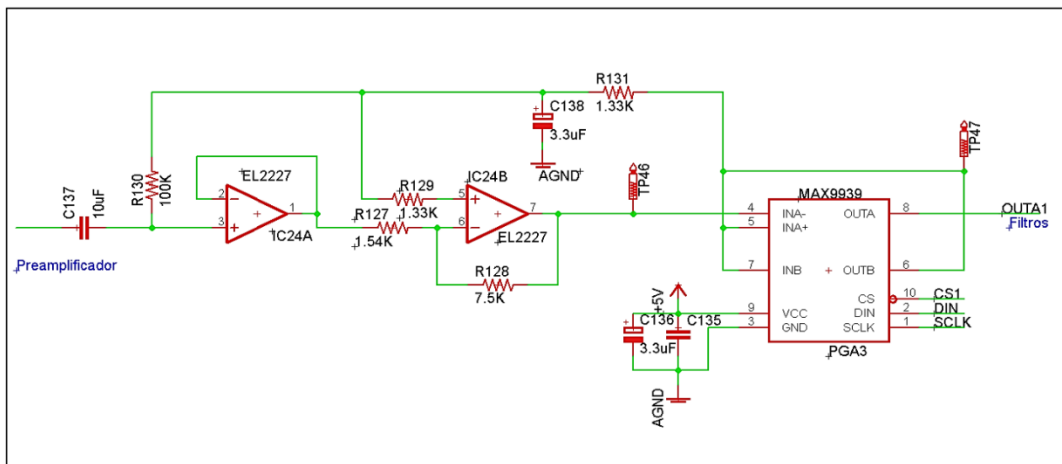 R131
1.33K
C138
3.3uF
AGND
TP47
TP46
C137
10uF
R130
100K
EL2227
2
3
1
IC24A
Preamplificador
R129
1.33K
R127
1.54K
IC24B
5
6
7
EL2227
R128
7.5K
MAX9939
4 INA- OUTA 8
5 INA+
7 INB OUTB 6
CS 10
9 VCC DIN 2
3 GND SCLK 1
PGA3
OUTA1
Filtros
CS1
DIN
SCLK
+5V
C136
3.3uF
C135
AGND